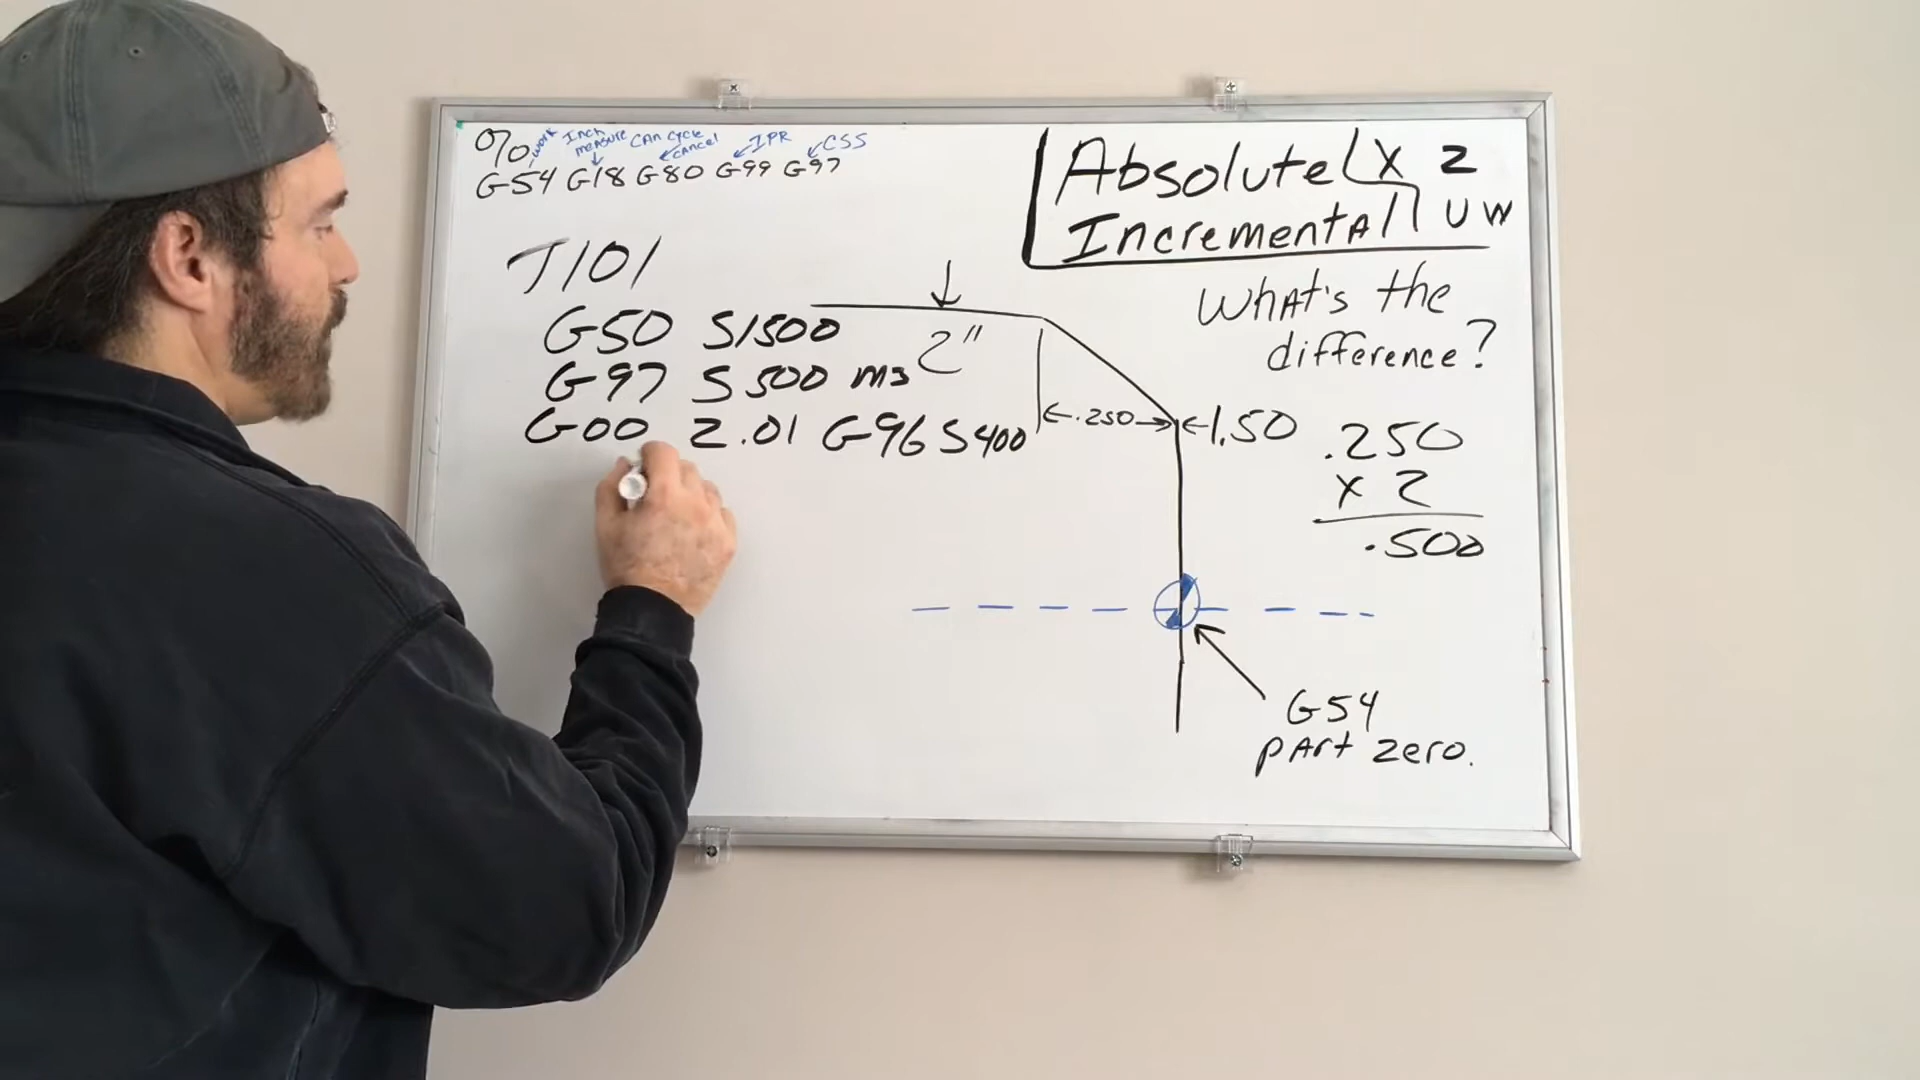 %
work Inch measure CAN Cycle cancel IPR CSS
G54 G18 G80 G99 G97
T101
G50 S1500
G97 S500 m3
G00 Z.01 G96 S400
2"
.250
1.50
Absolute X Z
Incremental U W
What's the
difference?
.250
x 2
.500
G54
part zero.